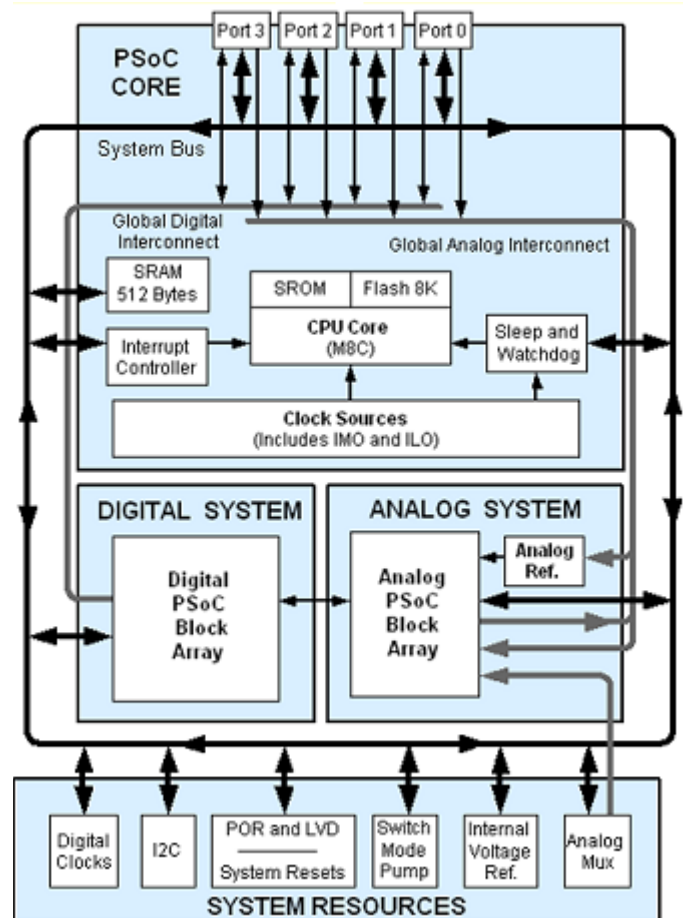 Port 3
Port 2
Port 1
Port 0
PSoC
CORE
System Bus
Global Digital
Interconnect
Global Analog Interconnect
SRAM
512 Bytes
SROM
Flash 8K
CPU Core
(M8C)
Interrupt
Controller
Sleep and
Watchdog
Clock Sources
(Includes IMO and ILO)
DIGITAL SYSTEM
ANALOG SYSTEM
Digital
PSoC
Block
Array
Analog
PSoC
Block
Array
Analog
Ref.
Digital
Clocks
I2C
POR and LVD
System Resets
Switch
Mode
Pump
Internal
Voltage
Ref.
Analog
Mux
SYSTEM RESOURCES